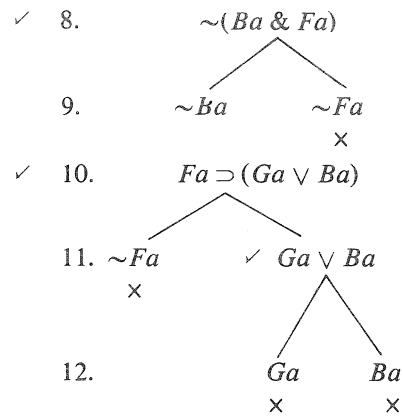 ✓ 8. ~(Ba & Fa)
9. ~Ba ~Fa
×
✓ 10. Fa ⊃ (Ga ∨ Ba)
11. ~Fa ✓ Ga ∨ Ba
×
12. Ga Ba
× ×